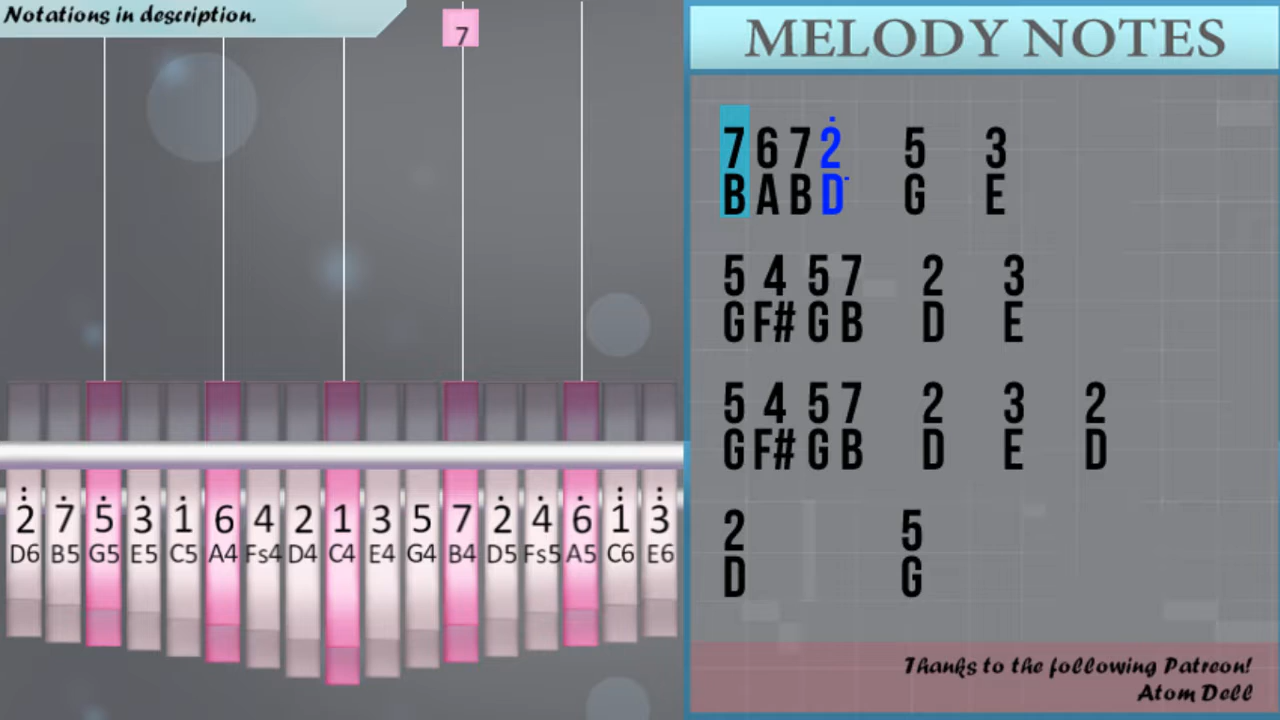 Notations in description.
7
2 7 5 3 1 6 4 2 1 3 5 7 2 4 6 1 3
D6 B5 G5 E5 C5 A4 Fs4 D4 C4 E4 G4 B4 D5 Fs5 A5 C6 E6
MELODY NOTES
7 6 7 2̇ 5 3
B A B D˙ G E
5 4 5 7 2 3
G F# G B D E
5 4 5 7 2 3 2
G F# G B D E D
2 5
D G
Thanks to the following Patreon!
Atom Dell